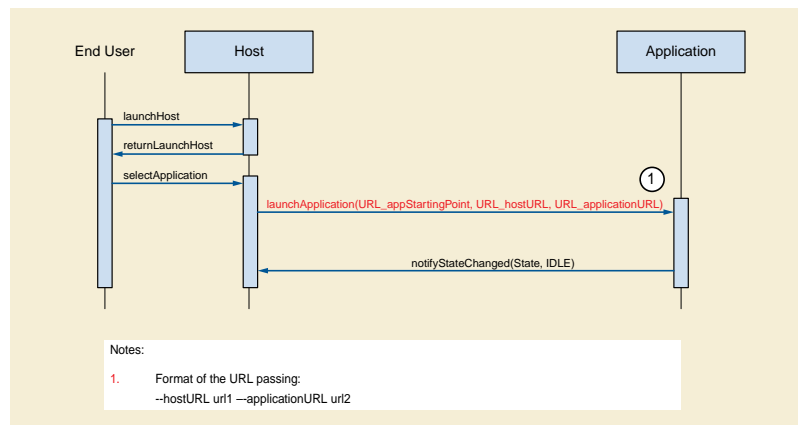 End User
Host
Application
launchHost
returnLaunchHost
selectApplication
1
launchApplication(URL_appStartingPoint, URL_hostURL, URL_applicationURL)
notifyStateChanged(State, IDLE)
Notes:
1. Format of the URL passing:
--hostURL url1 –-applicationURL url2